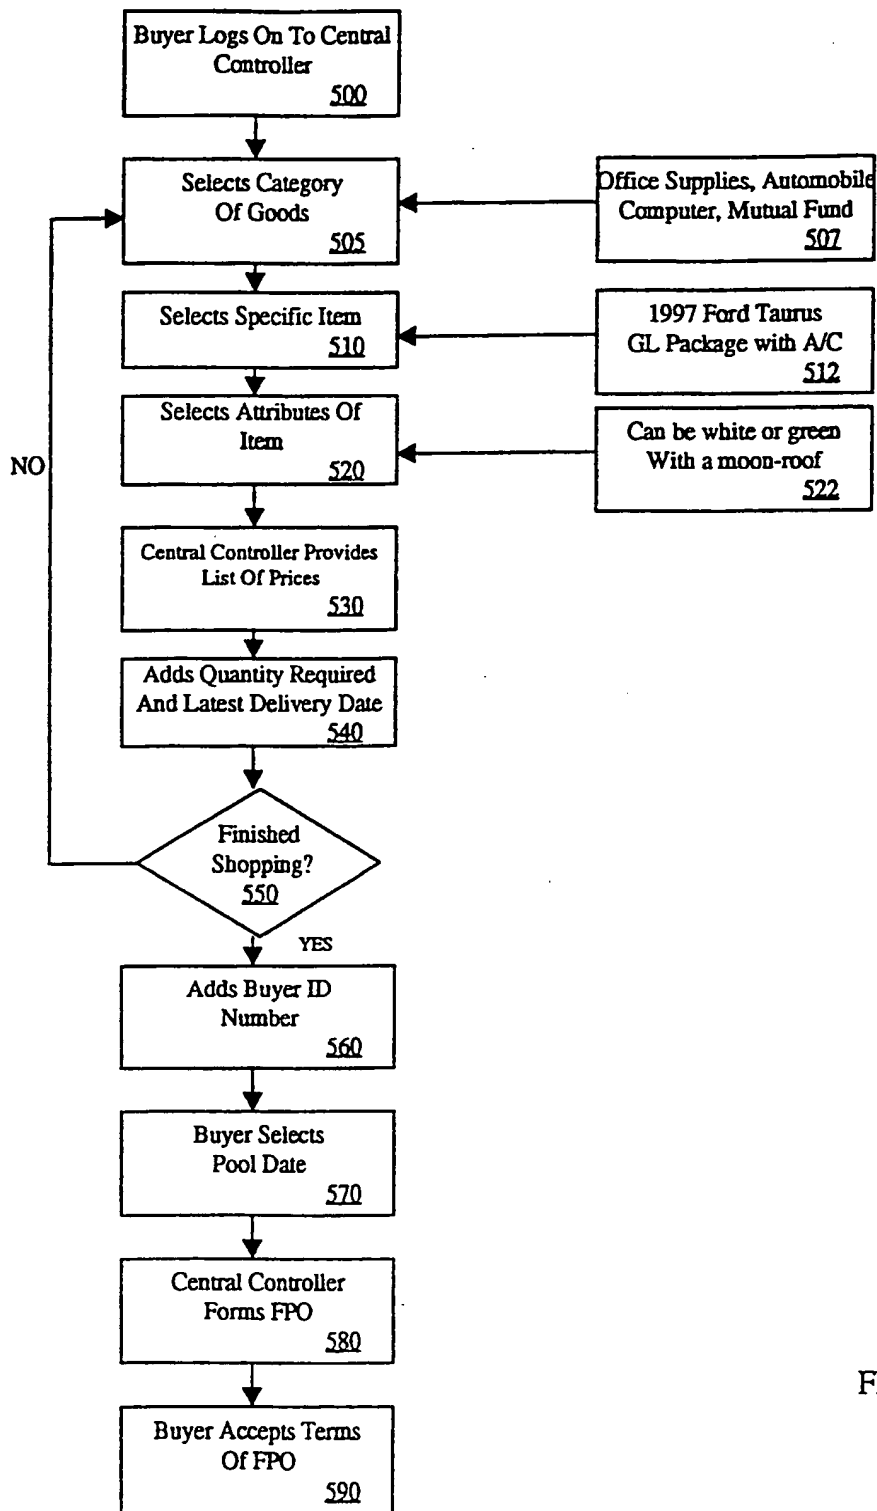 Buyer Logs On To Central
Controller
500
Selects Category
Of Goods
505
Office Supplies, Automobile
Computer, Mutual Fund
507
Selects Specific Item
510
1997 Ford Taurus
GL Package with A/C
512
Selects Attributes Of
Item
520
Can be white or green
With a moon-roof
522
NO
Central Controller Provides
List Of Prices
530
Adds Quantity Required
And Latest Delivery Date
540
Finished
Shopping?
550
YES
Adds Buyer ID
Number
560
Buyer Selects
Pool Date
570
Central Controller
Forms FPO
580
Buyer Accepts Terms
Of FPO
590